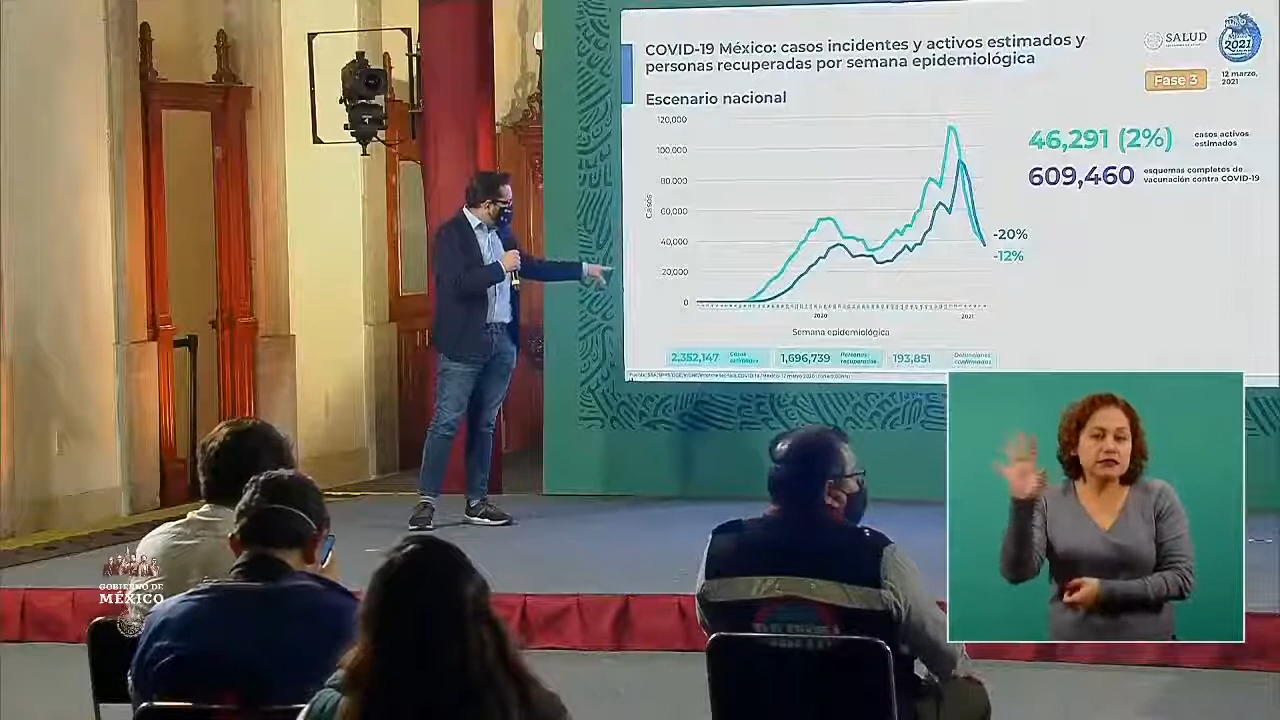 COVID-19 México: casos incidentes y activos estimados y
personas recuperadas por semana epidemiológica
SALUD
2021
Fase 3
12 marzo,
2021
Escenario nacional
120,000
100,000
80,000
60,000
40,000
20,000
0
Casos
46,291 (2%)
casos activos
estimados
609,460
esquemas completos de
vacunación contra COVID-19
-20%
-12%
2020
2021
Semana epidemiológica
2,352,147
Casos
estimados
1,696,739
Personas
recuperadas
193,851
Defunciones
confirmadas
GOBIERNO DE
MÉXICO